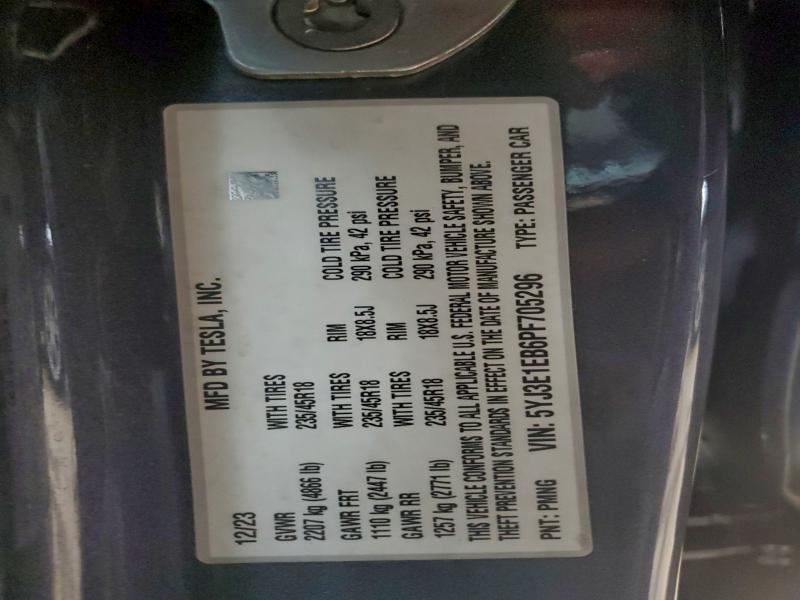 MFD BY TESLA, INC.
12/23
GVWR WITH TIRES RIM COLD TIRE PRESSURE
2207 kg (4866 lb) 235/45R18 18X8.5J 290 kPa, 42 psi
GAWR FRT WITH TIRES RIM COLD TIRE PRESSURE
1110 kg (2447 lb) 235/45R18 18X8.5J 290 kPa, 42 psi
GAWR RR WITH TIRES
1257 kg (2771 lb) 235/45R18
THIS VEHICLE CONFORMS TO ALL APPLICABLE U.S. FEDERAL MOTOR VEHICLE SAFETY, BUMPER, AND
THEFT PREVENTION STANDARDS IN EFFECT ON THE DATE OF MANUFACTURE SHOWN ABOVE.
PNT: PMNG VIN: 5YJ3E1EB6PF705296 TYPE: PASSENGER CAR